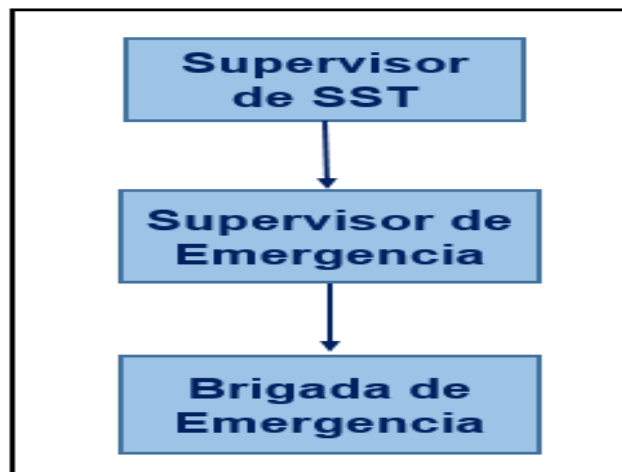 Supervisor
de SST
Supervisor de
Emergencia
Brigada de
Emergencia